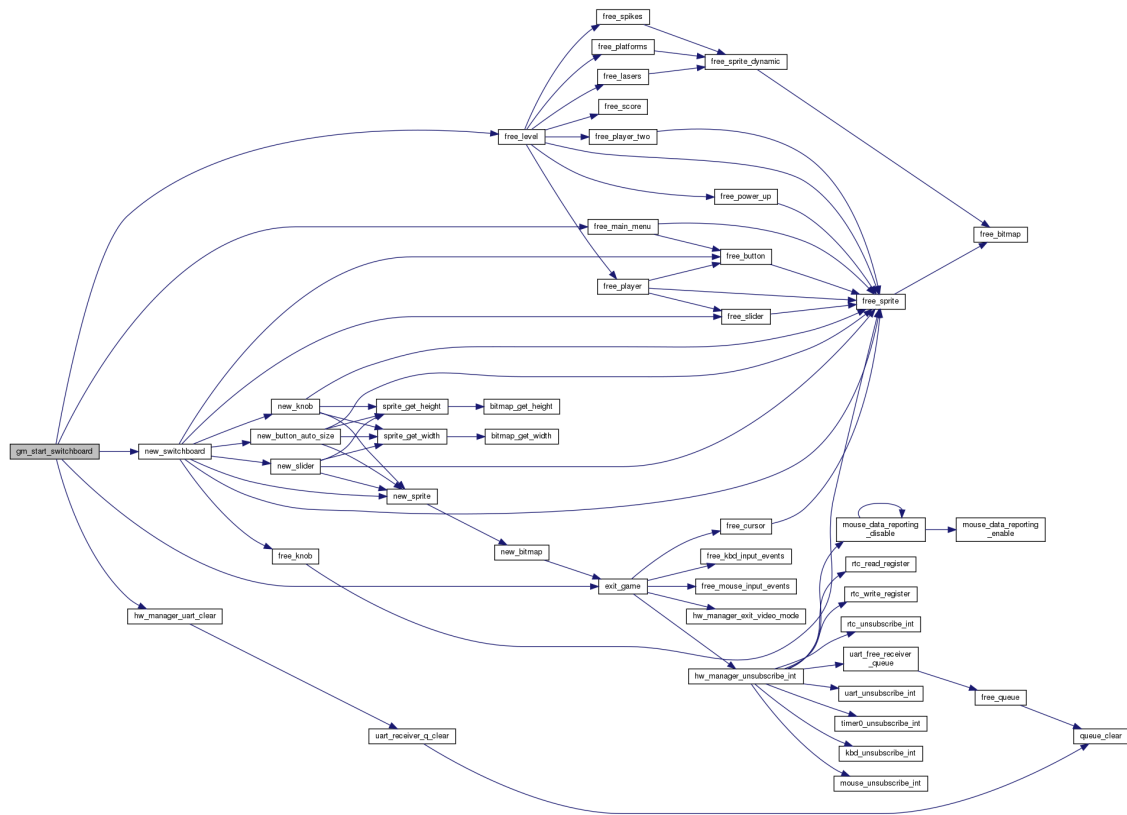 free_spikes
free_platforms
free_sprite_dynamic
free_lasers
free_score
free_level
free_player_two
free_power_up
free_main_menu
free_bitmap
free_button
free_player
free_sprite
free_slider
new_knob
sprite_get_height
bitmap_get_height
new_button_auto_size
sprite_get_width
bitmap_get_width
gm_start_switchboard
new_switchboard
new_slider
new_sprite
free_cursor
mouse_data_reporting
_disable
mouse_data_reporting
_enable
new_bitmap
free_knob
free_kbd_input_events
rtc_read_register
exit_game
free_mouse_input_events
rtc_write_register
hw_manager_uart_clear
hw_manager_exit_video_mode
rtc_unsubscribe_int
uart_free_receiver
_queue
hw_manager_unsubscribe_int
uart_unsubscribe_int
free_queue
timer0_unsubscribe_int
uart_receiver_q_clear
queue_clear
kbd_unsubscribe_int
mouse_unsubscribe_int